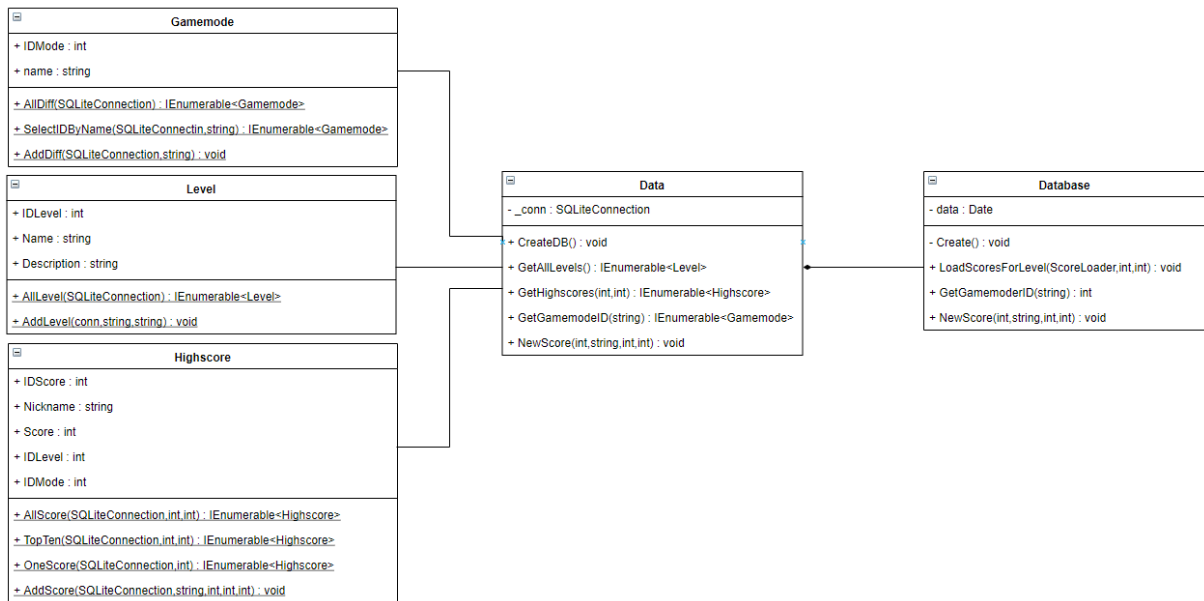 Gamemode
+ IDMode : int
+ name : string
+ AllDiff(SQLiteConnection) : IEnumerable<Gamemode>
+ SelectIDByName(SQLiteConnectin,string) : IEnumerable<Gamemode>
+ AddDiff(SQLiteConnection,string) : void
Level
+ IDLevel : int
+ Name : string
+ Description : string
+ AllLevel(SQLiteConnection) : IEnumerable<Level>
+ AddLevel(conn,string,string) : void
Highscore
+ IDScore : int
+ Nickname : string
+ Score : int
+ IDLevel : int
+ IDMode : int
+ AllScore(SQLiteConnection,int,int) : IEnumerable<Highscore>
+ TopTen(SQLiteConnection,int,int) : IEnumerable<Highscore>
+ OneScore(SQLiteConnection,int) : IEnumerable<Highscore>
+ AddScore(SQLiteConnection,string,int,int,int) : void
Data
- _conn : SQLiteConnection
+ CreateDB() : void
+ GetAllLevels() : IEnumerable<Level>
+ GetHighscores(int,int) : IEnumerable<Highscore>
+ GetGamemodeID(string) : IEnumerable<Gamemode>
+ NewScore(int,string,int,int) : void
Database
- data : Date
- Create() : void
+ LoadScoresForLevel(ScoreLoader,int,int) : void
+ GetGamemoderID(string) : int
+ NewScore(int,string,int,int) : void